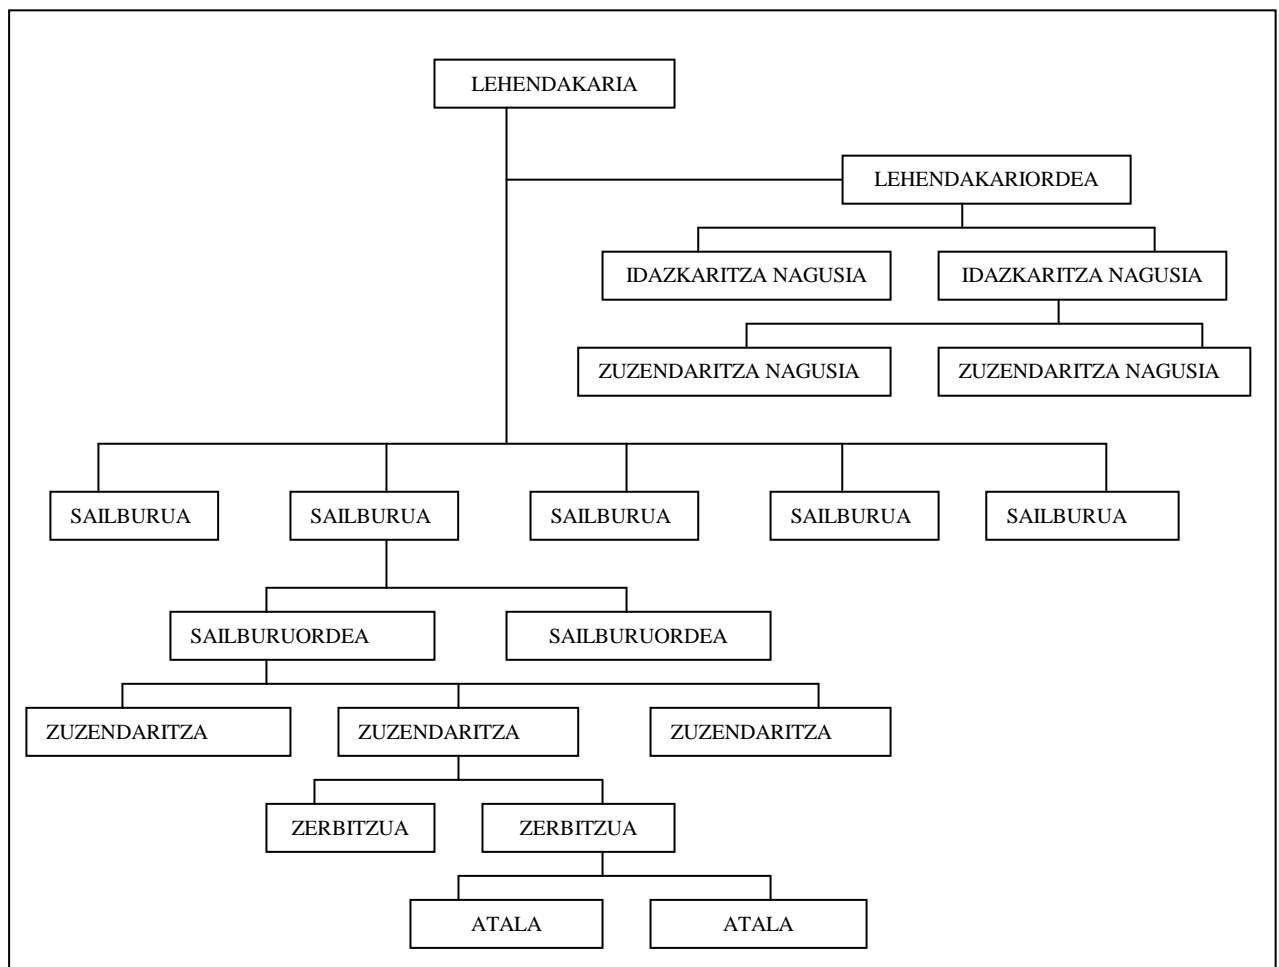 LEHENDAKARIA
LEHENDAKARIORDEA
IDAZKARITZA NAGUSIA
IDAZKARITZA NAGUSIA
ZUZENDARITZA NAGUSIA
ZUZENDARITZA NAGUSIA
SAILBURUA
SAILBURUA
SAILBURUA
SAILBURUA
SAILBURUA
SAILBURUORDEA
SAILBURUORDEA
ZUZENDARITZA
ZUZENDARITZA
ZUZENDARITZA
ZERBITZUA
ZERBITZUA
ATALA
ATALA